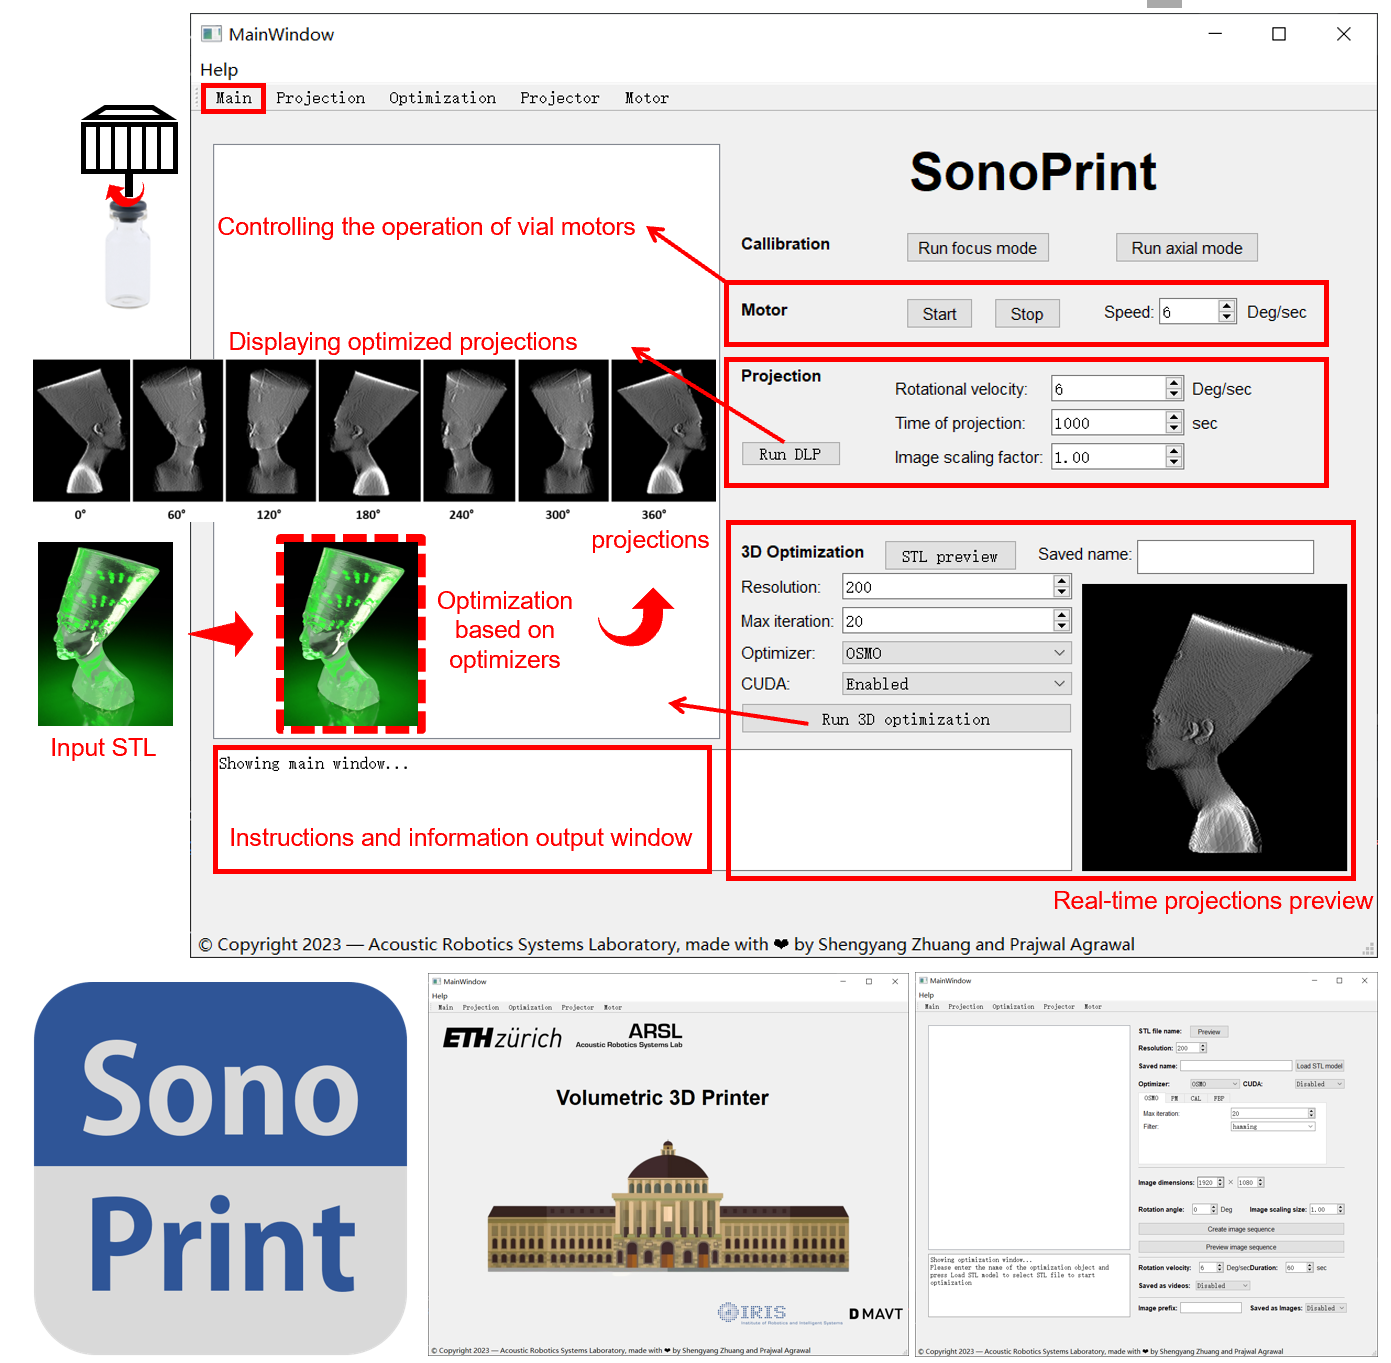 MainWindow
Help
Main Projection Optimization Projector Motor
SonoPrint
Controlling the operation of vial motors
Callibration Run focus mode Run axial mode
Motor Start Stop Speed: 6 Deg/sec
Displaying optimized projections
Projection
Rotational velocity: 6 Deg/sec
Time of projection: 1000 sec
Run DLP
Image scaling factor: 1.00
0° 60° 120° 180° 240° 300° 360°
projections
3D Optimization STL preview Saved name:
Resolution: 200
Max iteration: 20
Optimizer: OSMO
CUDA: Enabled
Run 3D optimization
Optimization
based on
optimizers
Input STL
Showing main window...
Instructions and information output window
Real-time projections preview
© Copyright 2023 — Acoustic Robotics Systems Laboratory, made with ❤ by Shengyang Zhuang and Prajwal Agrawal
Sono
Print
MainWindow
Help
Main Projection Optimization Projector Motor
ETH zürich
ARSL
Acoustic Robotics Systems Lab
Volumetric 3D Printer
IRIS
Institute of Robotics and Intelligent Systems
D MAVT
© Copyright 2023 — Acoustic Robotics Systems Laboratory, made with ❤ by Shengyang Zhuang and Prajwal Agrawal
MainWindow
Help
Main Projection Optimization Projector Motor
STL file name: Preview
Resolution: 200
Saved name: Load STL model
Optimizer: OSMO CUDA: Disabled
OSMO PM CAL FBP
Max iteration: 20
Filter: hamming
Image dimensions: 1920 × 1080
Rotation angle: 0 Deg Image scaling size: 1.00
Create image sequence
Preview image sequence
Rotation velocity: 6 Deg/sec Duration: 60 sec
Saved as videos: Disabled
Image prefix: Saved as Images: Disabled
Showing optimization window...
Please enter the name of the optimization object and
press Load STL model to select STL file to start
optimization
© Copyright 2023 — Acoustic Robotics Systems Laboratory, made with ❤ by Shengyang Zhuang and Prajwal Agrawal